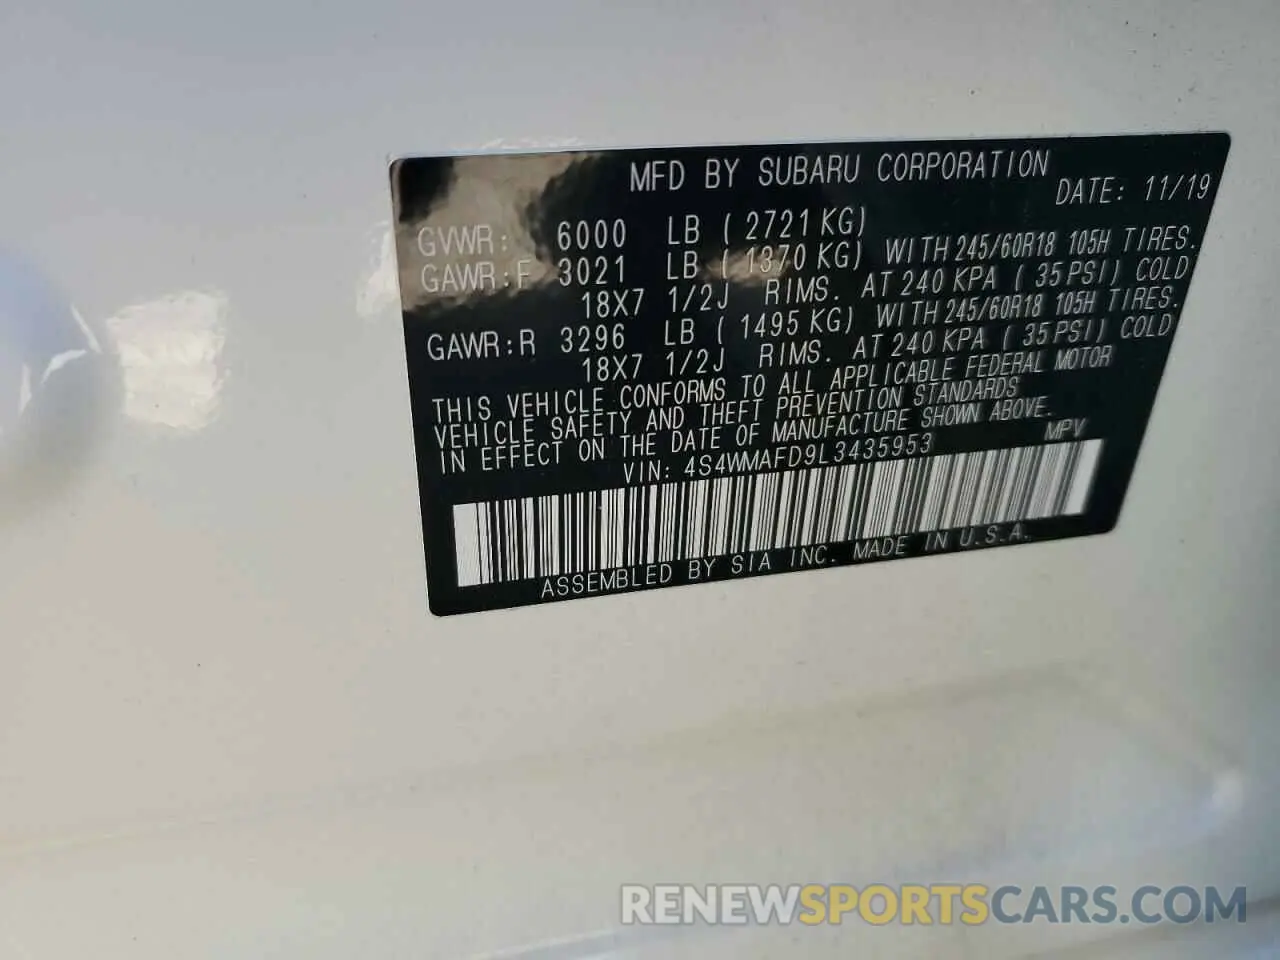 MFD BY SUBARU CORPORATION
DATE: 11/19
GVWR: 6000 LB (2721KG)
GAWR:F 3021 LB (1370 KG) WITH 245/60R18 105H TIRES.
18X7 1/2J RIMS. AT 240 KPA (35PSI) COLD
GAWR:R 3296 LB (1495 KG) WITH 245/60R18 105H TIRES.
18X7 1/2J RIMS. AT 240 KPA (35PSI) COLD
THIS VEHICLE CONFORMS TO ALL APPLICABLE FEDERAL MOTOR
VEHICLE SAFETY AND THEFT PREVENTION STANDARDS
IN EFFECT ON THE DATE OF MANUFACTURE SHOWN ABOVE.
VIN: 4S4WMAFD9L3435953 MPV
ASSEMBLED BY SIA INC. MADE IN U.S.A.
RENEWSPORTSCARS.COM